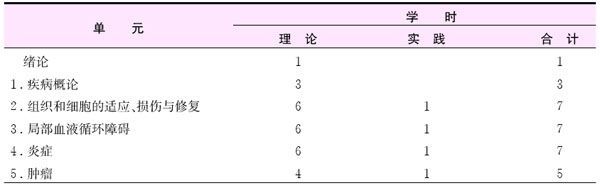 单 元 学 时
理 论 实 践 合 计
绪论 1 1
1.疾病概论 3 3
2.组织和细胞的适应、损伤与修复 6 1 7
3.局部血液循环障碍 6 1 7
4.炎症 6 1 7
5.肿瘤 4 1 5